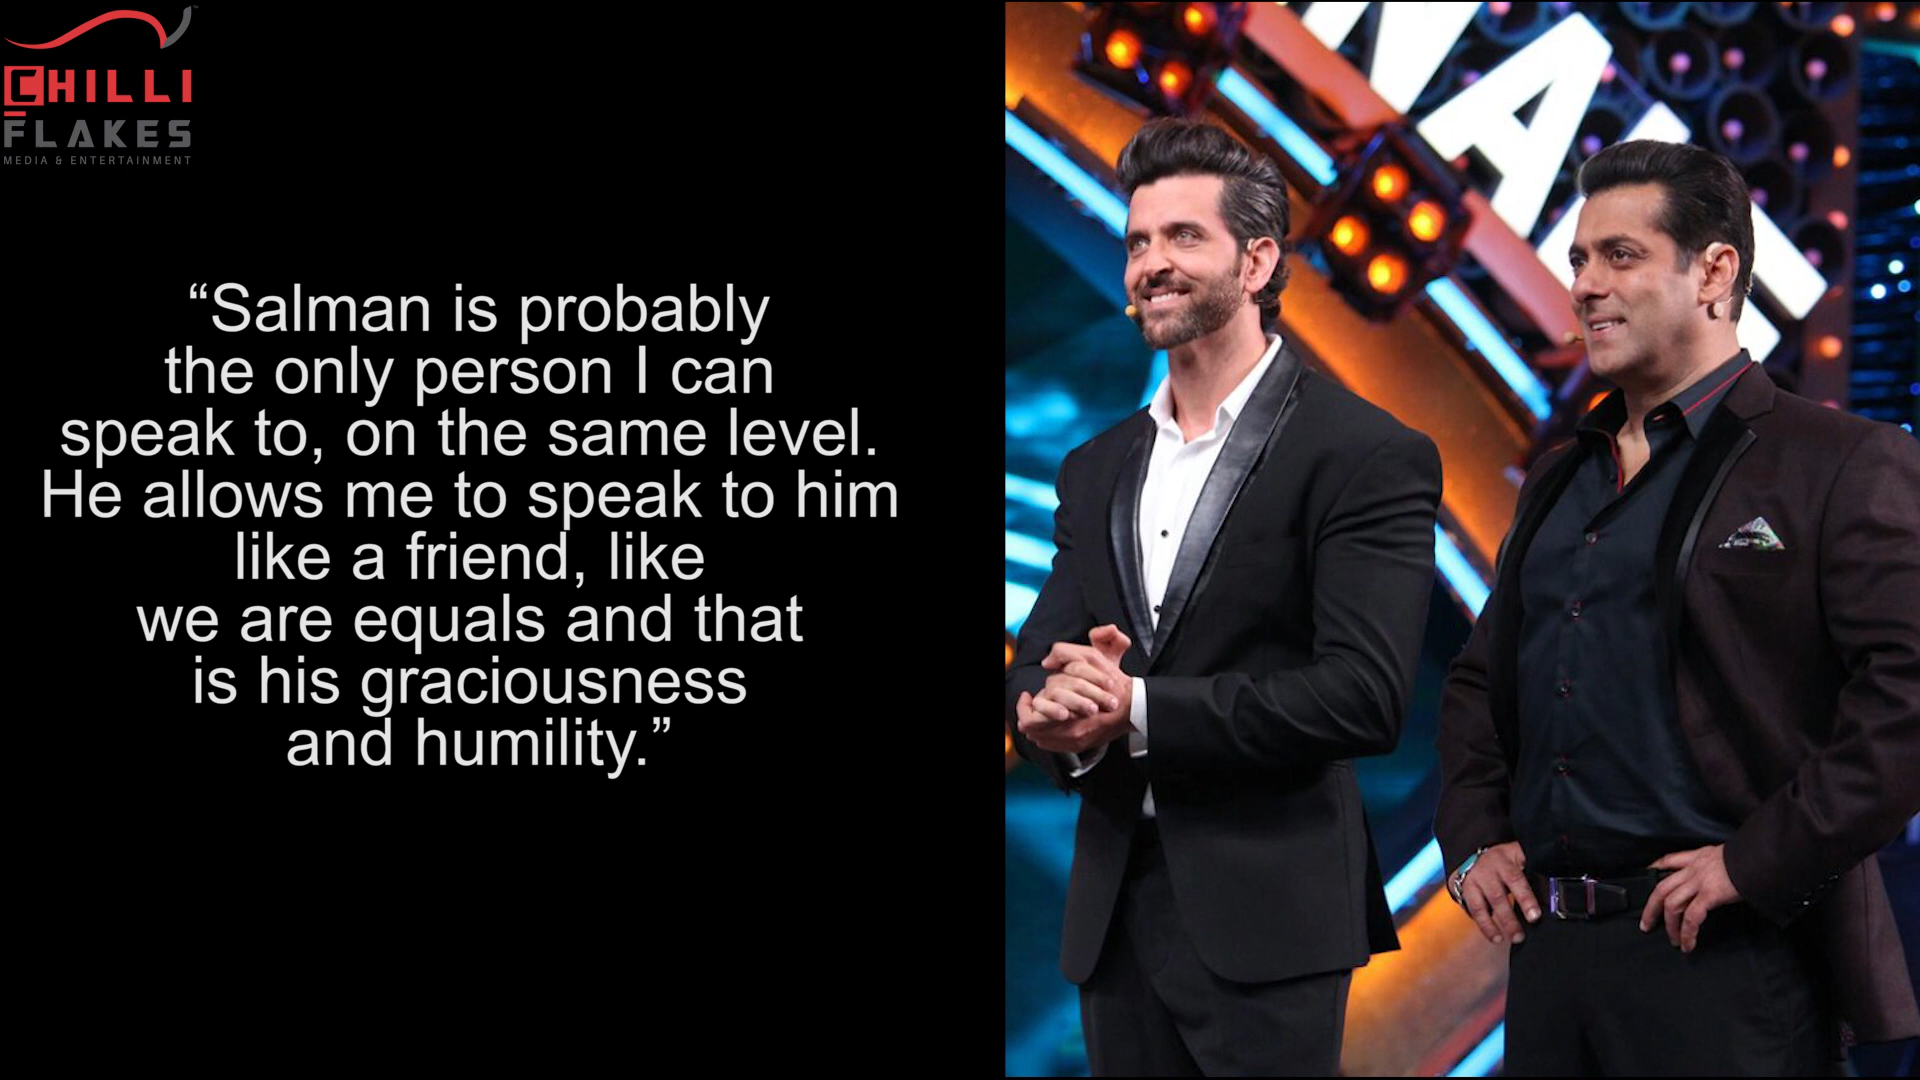 CHILLI
FLAKES
MEDIA & ENTERTAINMENT
“Salman is probably
the only person I can
speak to, on the same level.
He allows me to speak to him
like a friend, like
we are equals and that
is his graciousness
and humility.”